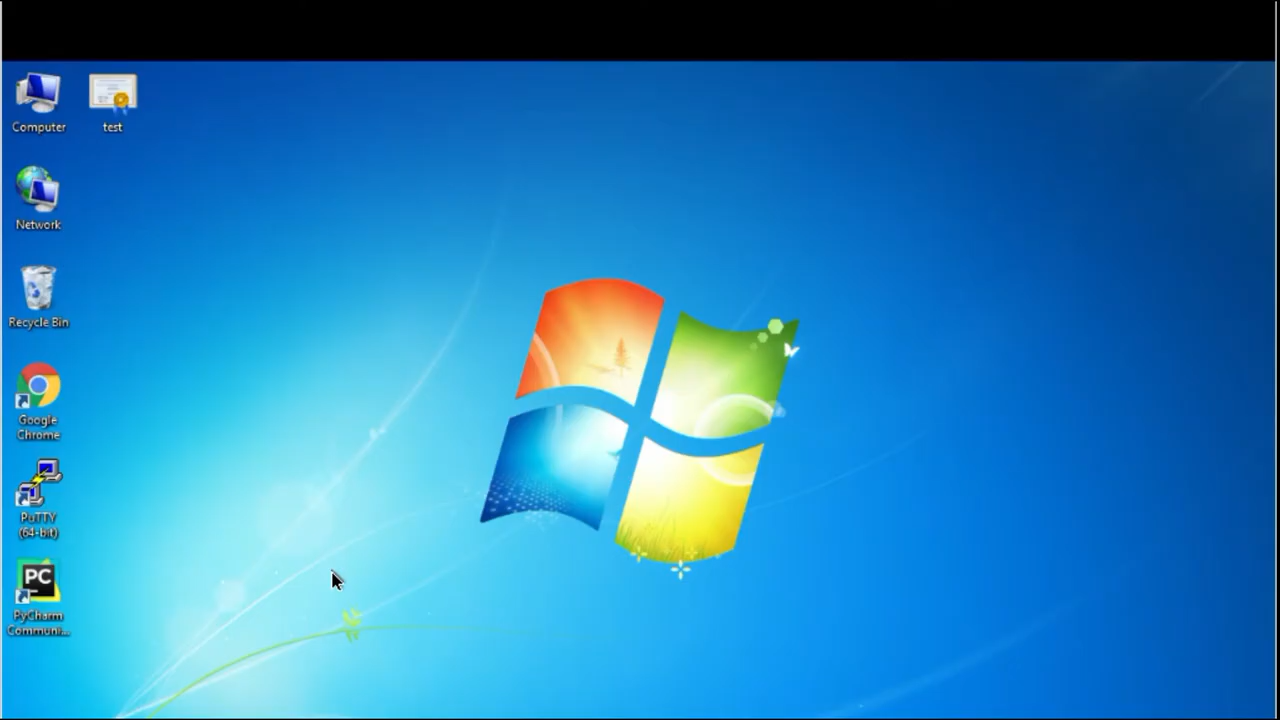 Computer
test
Network
Recycle Bin
Google
Chrome
PuTTY
(64-bit)
PC
PyCharm
Communi...